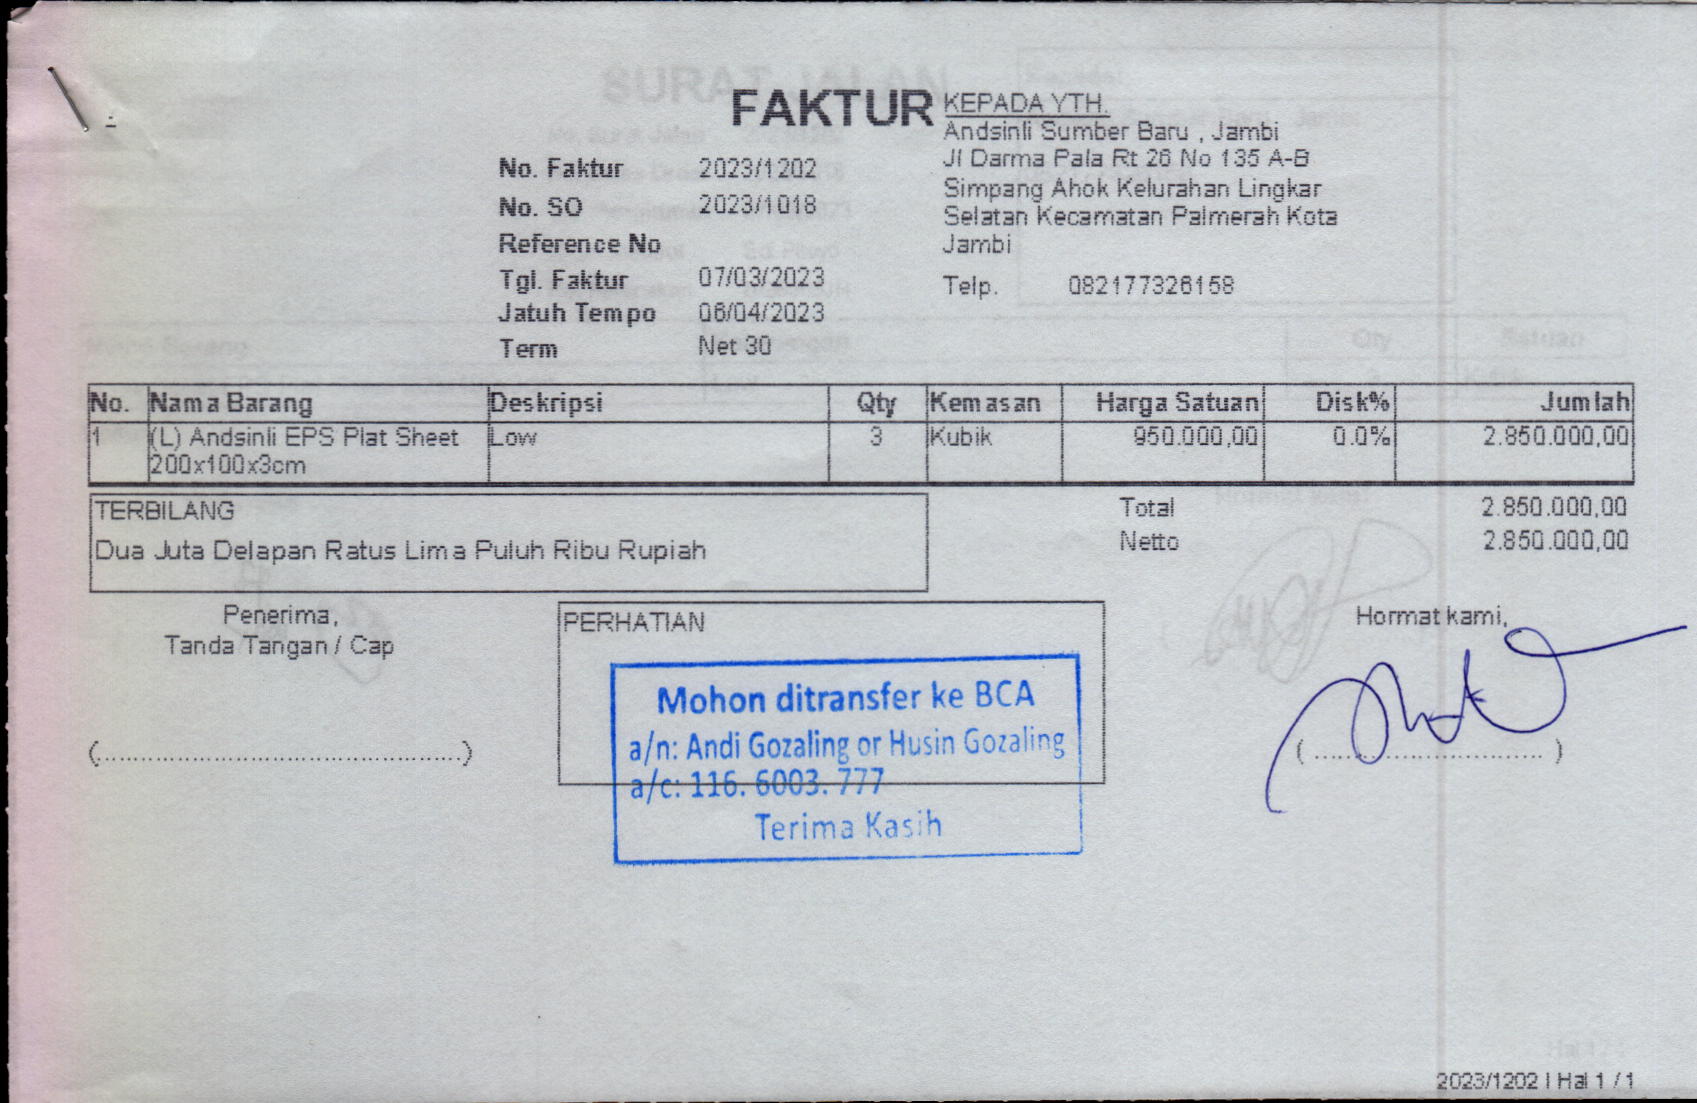 FAKTUR
No. Faktur 2023/1202
No. SO 2023/1018
Reference No
Tgl. Faktur 07/03/2023
Jatuh Tempo 06/04/2023
Term Net 30
KEPADA YTH.
Andsinli Sumber Baru , Jambi
Jl Darma Pala Rt 26 No 135 A-B
Simpang Ahok Kelurahan Lingkar
Selatan Kecamatan Palmerah Kota
Jambi
Telp. 082177326158
No. Nama Barang Deskripsi Qty Kemasan Harga Satuan Disk% Jumlah
1 (L) Andsinli EPS Plat Sheet Low 3 Kubik 950.000,00 0.0% 2.850.000,00
200x100x3cm
TERBILANG
Dua Juta Delapan Ratus Lima Puluh Ribu Rupiah
Total 2.850.000,00
Netto 2.850.000,00
Penerima,
Tanda Tangan / Cap
(................................................)
PERHATIAN
Mohon ditransfer ke BCA
a/n: Andi Gozaling or Husin Gozaling
a/c: 116. 6003. 777
Terima Kasih
Hormat kami,
(..............................)
2023/1202 | Hal 1 / 1
SURAT JALAN
Qty Satuan